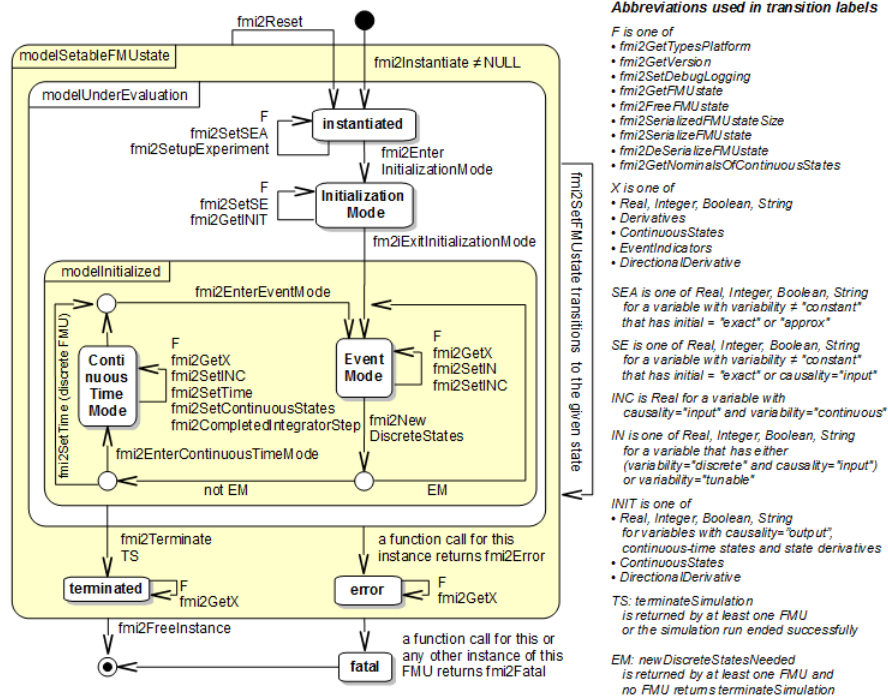 fmi2Reset
modelSetableFMUstate
fmi2Instantiate ≠ NULL
modelUnderEvaluation
F
fmi2SetSEA
fmi2SetupExperiment
instantiated
fmi2Enter
InitializationMode
F
fmi2SetSE
fmi2GetINIT
Initialization
Mode
fm2iExitInitializationMode
fmi2SetFMUstate transitions to the given state
modelInitialized
fmi2EnterEventMode
fmi2SetTime (discrete FMU)
Conti
nuous
Time
Mode
F
fmi2GetX
fmi2SetINC
fmi2SetTime
fmi2SetContinuousStates
fmi2CompletedIntegratorStep
Event
Mode
F
fmi2GetX
fmi2SetIN
fmi2SetINC
fmi2New
DiscreteStates
fmi2EnterContinuousTimeMode
not EM
EM
fmi2Terminate
TS
a function call for this
instance returns fmi2Error
terminated
F
fmi2GetX
error
F
fmi2GetX
fmi2FreeInstance
a function call for this or
any other instance of this
FMU returns fmi2Fatal
fatal
Abbreviations used in transition labels
F is one of
• fmi2GetTypesPlatform
• fmi2GetVersion
• fmi2SetDebugLogging
• fmi2GetFMUstate
• fmi2FreeFMUstate
• fmi2SerializedFMUstateSize
• fmi2SerializeFMUstate
• fmi2DeSerializeFMUstate
• fmi2GetNominalsOfContinuousStates
X is one of
• Real, Integer, Boolean, String
• Derivatives
• ContinuousStates
• EventIndicators
• DirectionalDerivative
SEA is one of Real, Integer, Boolean, String
for a variable with variability ≠ "constant"
that has initial = "exact" or "approx"
SE is one of Real, Integer, Boolean, String
for a variable with variability ≠ "constant"
that has initial = "exact" or causality="input"
INC is Real for a variable with
causality="input" and variability="continuous"
IN is one of Real, Integer, Boolean, String
for a variable that has either
(variability="discrete" and causality="input")
or variability="tunable"
INIT is one of
• Real, Integer, Boolean, String
for variables with causality="output",
continuous-time states and state derivatives
• ContinuousStates
• DirectionalDerivative
TS: terminateSimulation
is returned by at least one FMU
or the simulation run ended successfully
EM: newDiscreteStatesNeeded
is returned by at least one FMU and
no FMU returns terminateSimulation